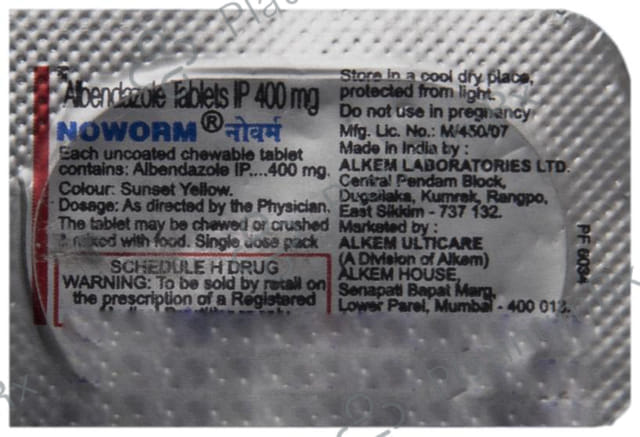 Albendazole Tablets IP 400 mg
NOWORM® नोवर्म
Each uncoated chewable tablet
contains: Albendazole IP....400 mg.
Colour: Sunset Yellow.
Dosage: As directed by the Physician.
The tablet may be chewed or crushed
& mixed with food. Single dose pack
SCHEDULE H DRUG
WARNING: To be sold by retail on
the prescription of a Registered
Store in a cool dry place,
protected from light.
Do not use in pregnancy
Mfg. Lic. No.: M/450/07
Made in India by :
ALKEM LABORATORIES LTD.
Central Pendam Block,
Dugalaka, Kumrek, Rangpo,
East Sikkim - 737 132.
Marketed by :
ALKEM ULTICARE
(A Division of Alkem)
ALKEM HOUSE,
Senapati Bapat Marg,
Lower Parel, Mumbai - 400 013.
PF 6034